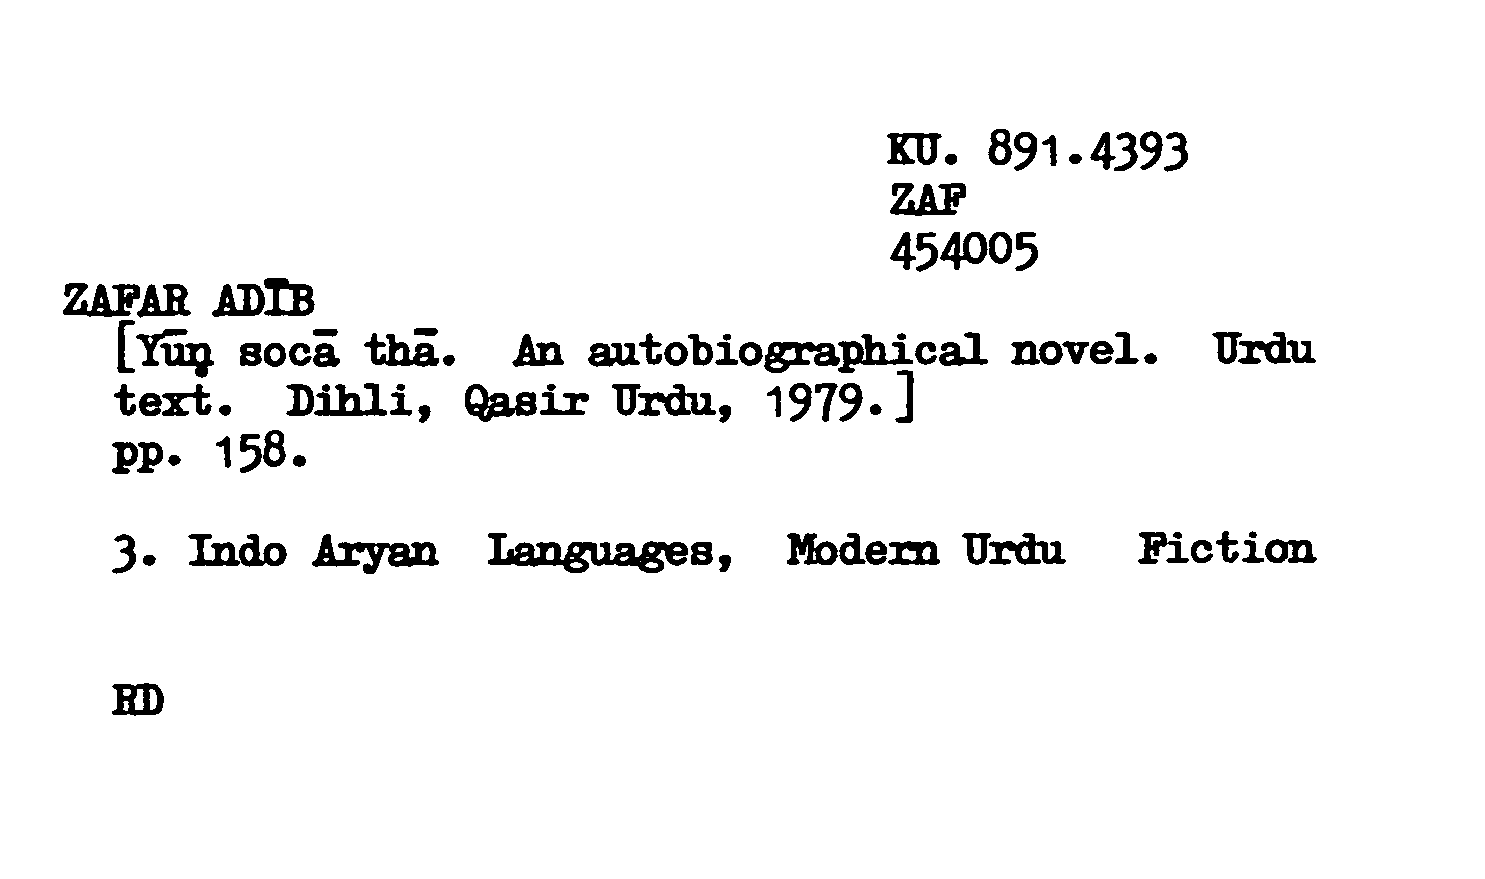 KU. 891.4393
ZAF
454005
ZAFAR ADĪB
[Yūṇ socā thā. An autobiographical novel. Urdu
text. Dihli, Qasir Urdu, 1979.]
pp. 158.
3. Indo Aryan Languages, Modern Urdu Fiction
RD